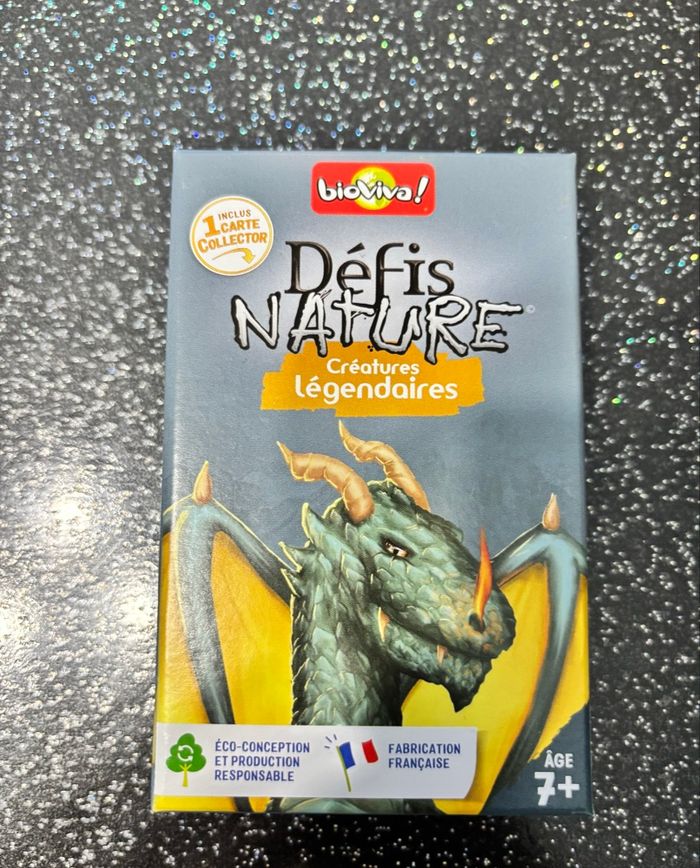 bioviva!
INCLUS
1 CARTE
COLLECTOR
Défis
NATURE©
Créatures
légendaires
ÉCO-CONCEPTION
ET PRODUCTION
RESPONSABLE
FABRICATION
FRANÇAISE
ÂGE
7+